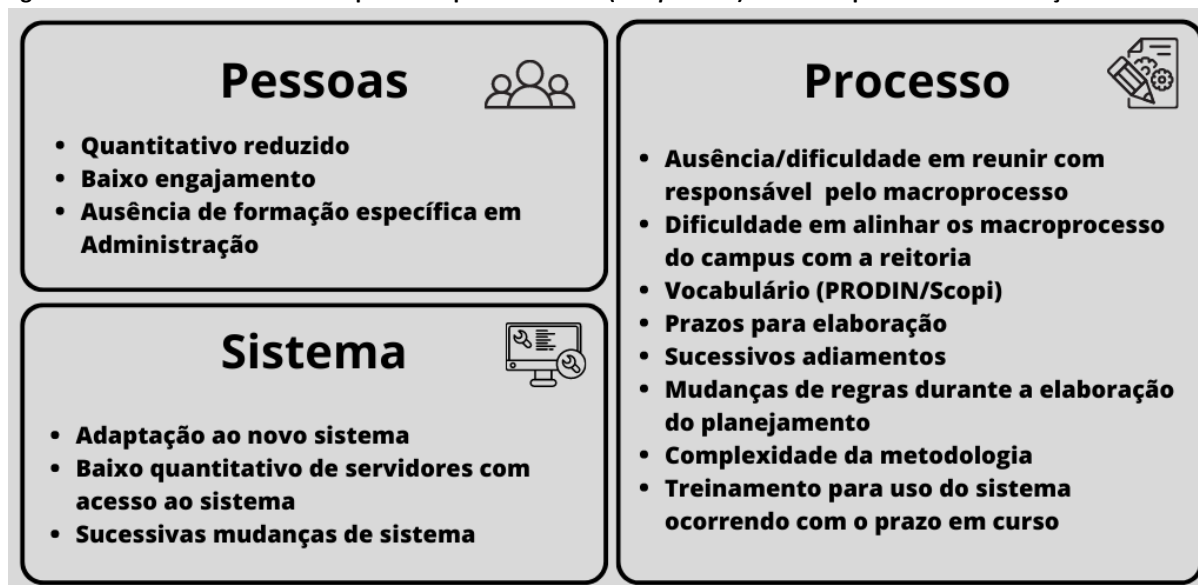 Pessoas
• Quantitativo reduzido
• Baixo engajamento
• Ausência de formação específica em
Administração
Sistema
• Adaptação ao novo sistema
• Baixo quantitativo de servidores com
acesso ao sistema
• Sucessivas mudanças de sistema
Processo
• Ausência/dificuldade em reunir com
responsável pelo macroprocesso
• Dificuldade em alinhar os macroprocesso
do campus com a reitoria
• Vocabulário (PRODIN/Scopi)
• Prazos para elaboração
• Sucessivos adiamentos
• Mudanças de regras durante a elaboração
do planejamento
• Complexidade da metodologia
• Treinamento para uso do sistema
ocorrendo com o prazo em curso